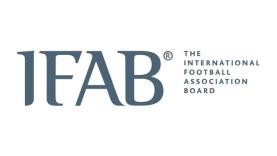 IFAB®
THE
INTERNATIONAL
FOOTBALL
ASSOCIATION
BOARD